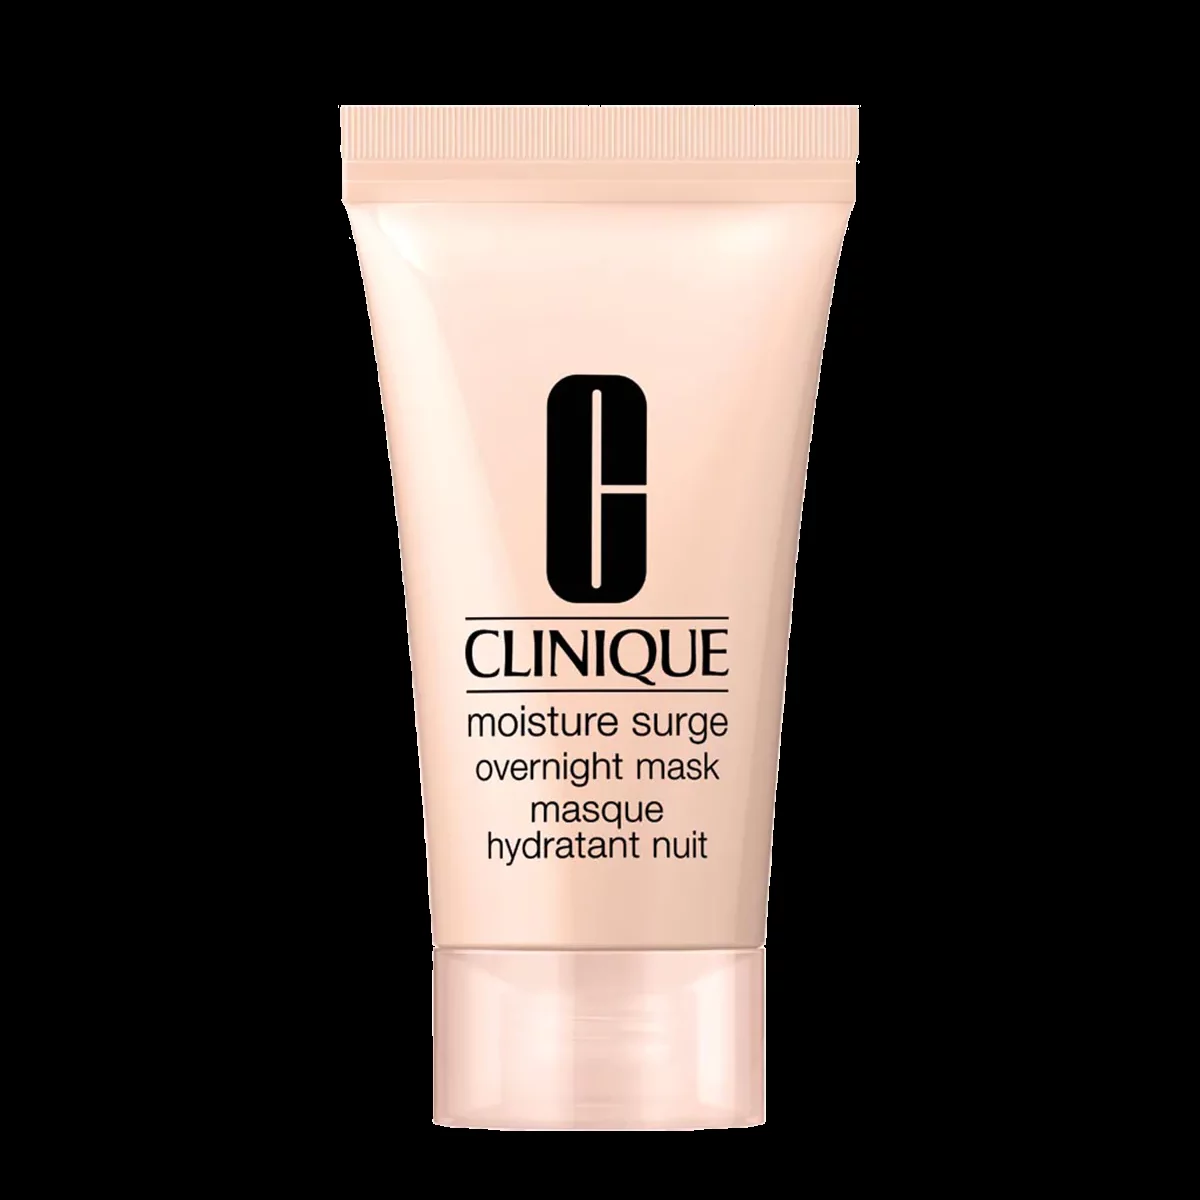 C
CLINIQUE
moisture surge
overnight mask
masque
hydratant nuit